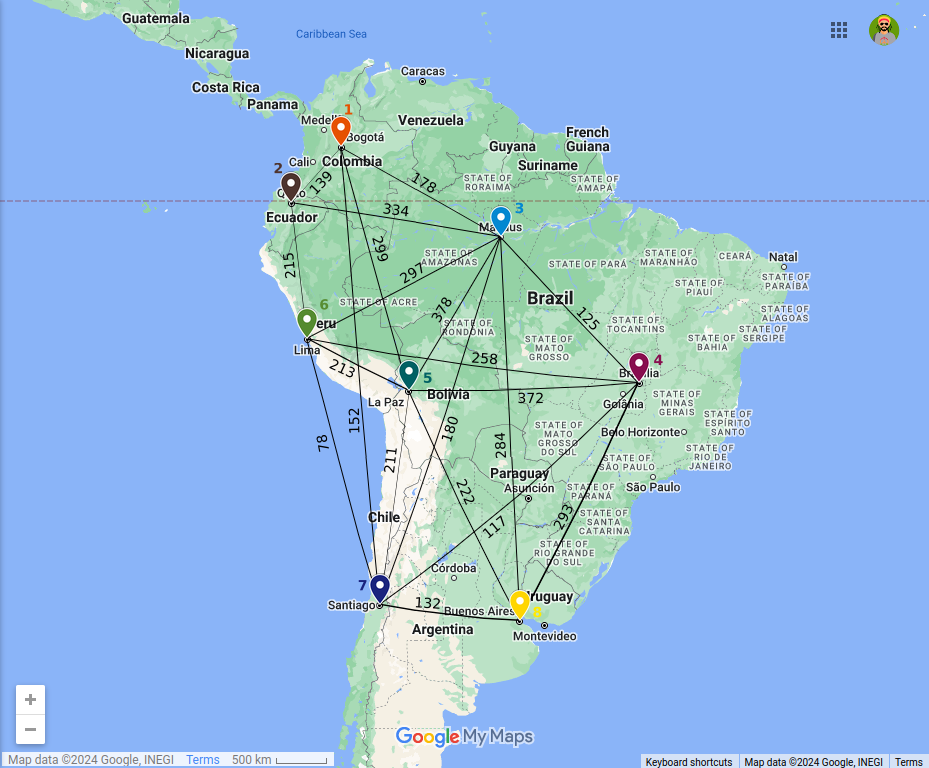 Guatemala
Caribbean Sea
Nicaragua
Caracas
Costa Rica
Panama
1
Venezuela
French
Guiana
Bogotá
Guyana
Cali
Colombia
Suriname
2
139
178
STATE OF
RORAIMA
STATE OF
AMAPÁ
334
3
Ecuador
299
215
297
STATE OF
AMAZONAS
STATE OF PARÁ
STATE OF
MARANHÃO
CEARÁ
Natal
STATE OF
PARAÍBA
STATE OF
PIAUÍ
378
STATE OF ACRE
6
Brazil
STATE OF
ALAGOAS
125
STATE OF
RONDÔNIA
STATE OF
TOCANTINS
STATE OF
SERGIPE
STATE OF
BAHIA
Lima
STATE OF
MATO
GROSSO
258
4
213
5
Bolivia
372
La Paz
Goiânia
STATE OF
MINAS
GERAIS
152
180
78
284
STATE OF
ESPÍRITO
SANTO
STATE OF
MATO
GROSSO
DO SUL
Belo Horizonte
211
STATE OF
RIO DE
JANEIRO
STATE OF
SÃO PAULO
Paraguay
Asunción
222
São Paulo
STATE OF
PARANÁ
Chile
117
293
STATE OF
SANTA
CATARINA
STATE OF
RIO GRANDE
DO SUL
Córdoba
7
132
Santiago
Buenos Aires
8
Argentina
Montevideo
+
−
Google My Maps
Map data ©2024 Google, INEGI Terms 500 km
Keyboard shortcuts Map data ©2024 Google, INEGI Terms